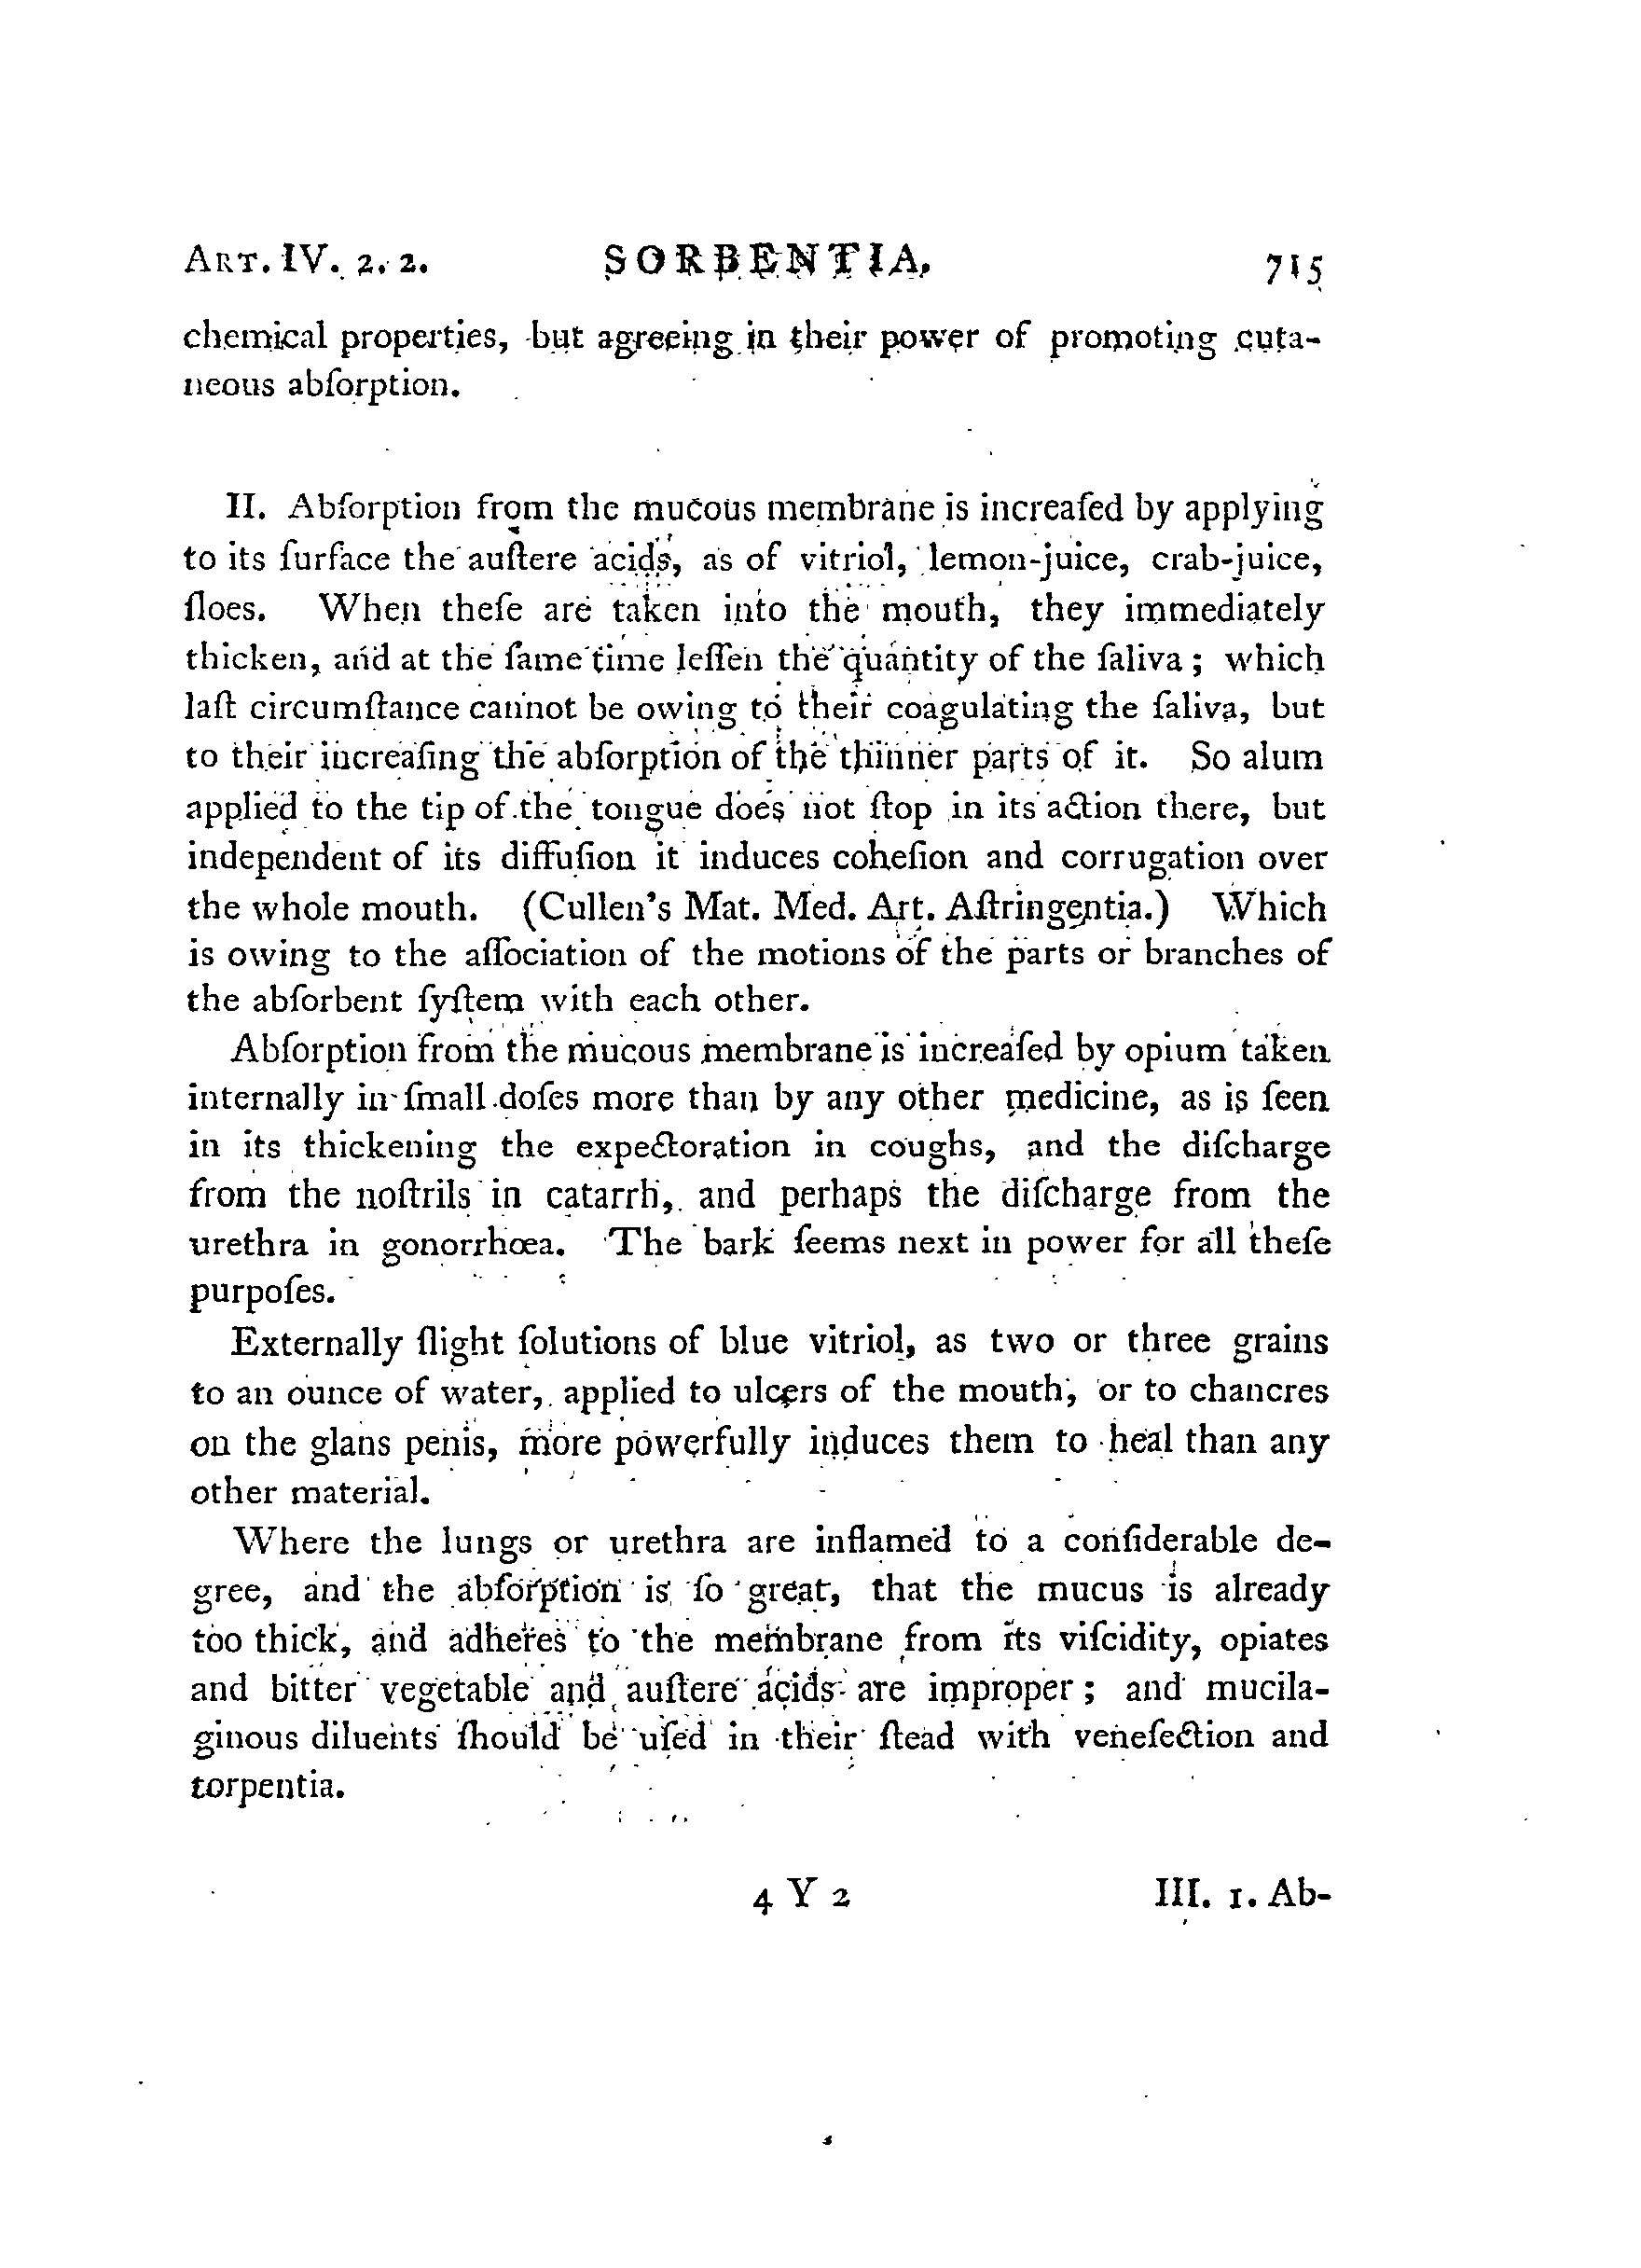 ART. IV. 2. 2. SORBENTIA. 715
chemical properties, but agreeing in their power of promoting cuta-
neous abſorption.
II. Abſorption from the mucous membrane is increaſed by applying
to its ſurface the auſtere acids, as of vitriol, lemon-juice, crab-juice,
ſloes. When theſe are taken into the mouth, they immediately
thicken, and at the ſame time leſſen the quantity of the ſaliva; which
laſt circumſtance cannot be owing to their coagulating the ſaliva, but
to their increaſing the abſorption of the thinner parts of it. So alum
applied to the tip of the tongue does not ſtop in its action there, but
independent of its diffuſion it induces coheſion and corrugation over
the whole mouth. (Cullen's Mat. Med. Art. Aſtringentia.) Which
is owing to the aſſociation of the motions of the parts or branches of
the abſorbent ſyſtem with each other.
Abſorption from the mucous membrane is increaſed by opium taken
internally in ſmall doſes more than by any other medicine, as is ſeen
in its thickening the expectoration in coughs, and the diſcharge
from the noſtrils in catarrh, and perhaps the diſcharge from the
urethra in gonorrhœa. The bark ſeems next in power for all theſe
purpoſes.
Externally ſlight ſolutions of blue vitriol, as two or three grains
to an ounce of water, applied to ulcers of the mouth, or to chancres
on the glans penis, more powerfully induces them to heal than any
other material.
Where the lungs or urethra are inflamed to a conſiderable de-
gree, and the abſorption is ſo great, that the mucus is already
too thick, and adheres to the membrane from its viſcidity, opiates
and bitter vegetable and auſtere acids are improper; and mucila-
ginous diluents ſhould be uſed in their ſtead with veneſection and
torpentia.
4 Y 2 III. 1. Ab-